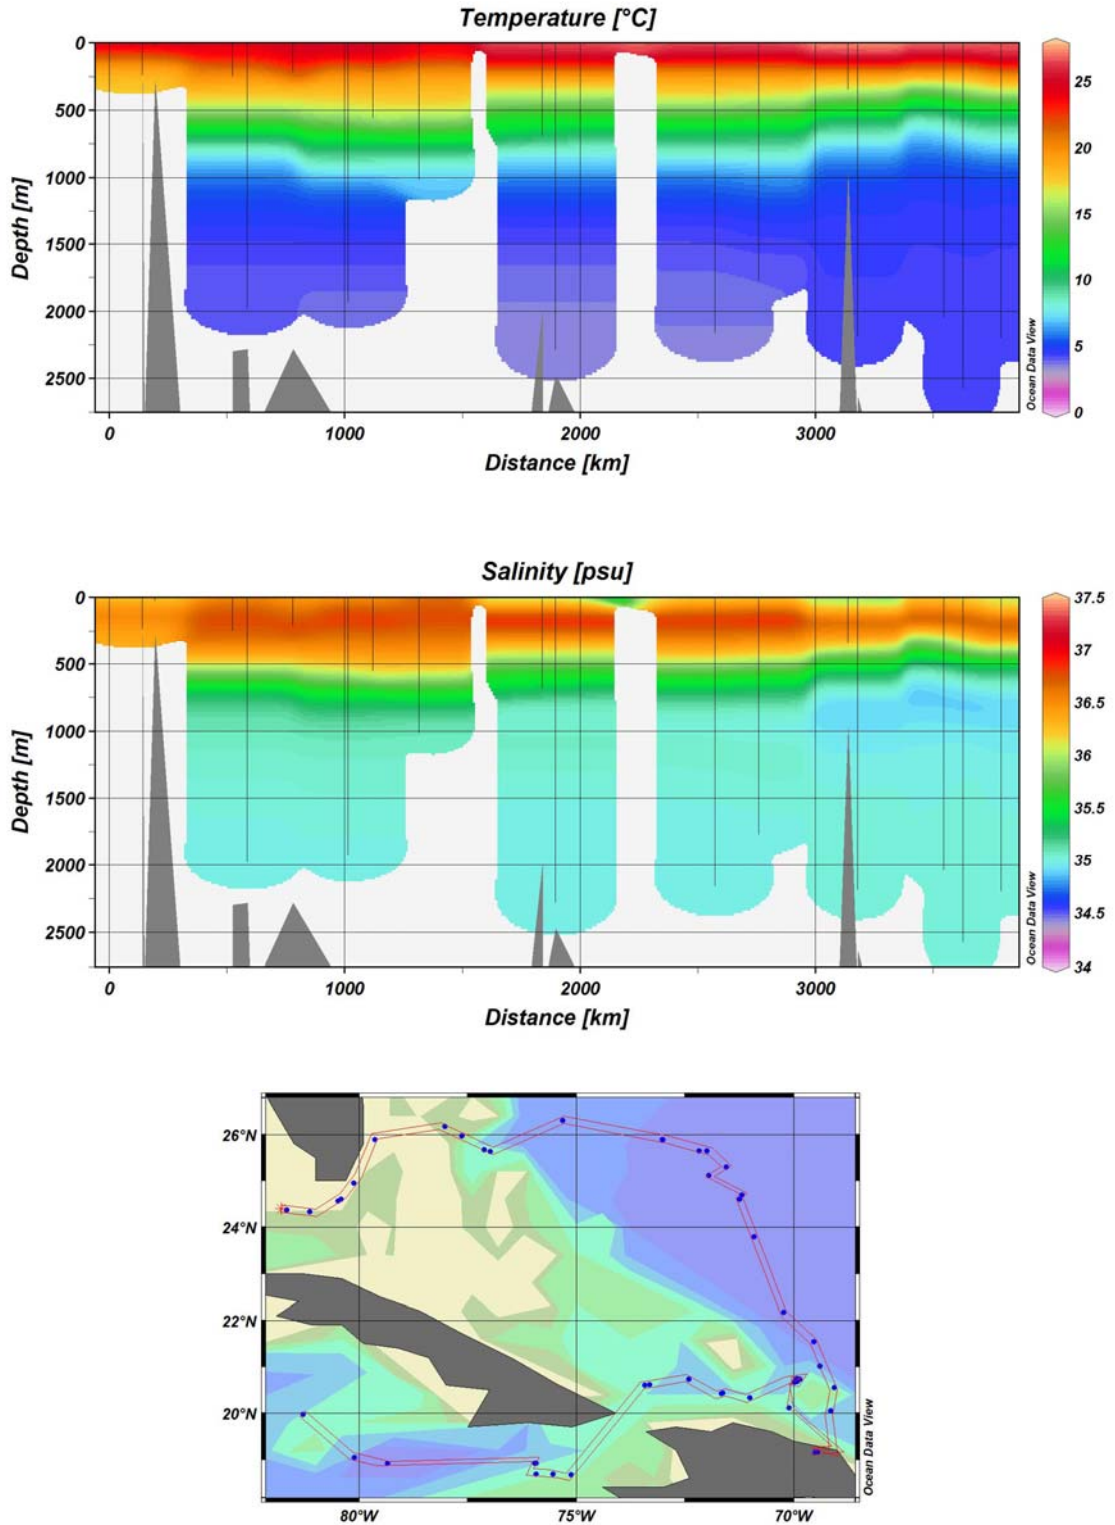 Temperature [°C]
0
500
1000
1500
2000
2500
Depth [m]
0 1000 2000 3000
Distance [km]
Ocean Data View
25
20
15
10
5
0
Salinity [psu]
0
500
1000
1500
2000
2500
Depth [m]
0 1000 2000 3000
Distance [km]
Ocean Data View
37.5
37
36.5
36
35.5
35
34.5
34
26°N
24°N
22°N
20°N
80°W 75°W 70°W
Ocean Data View